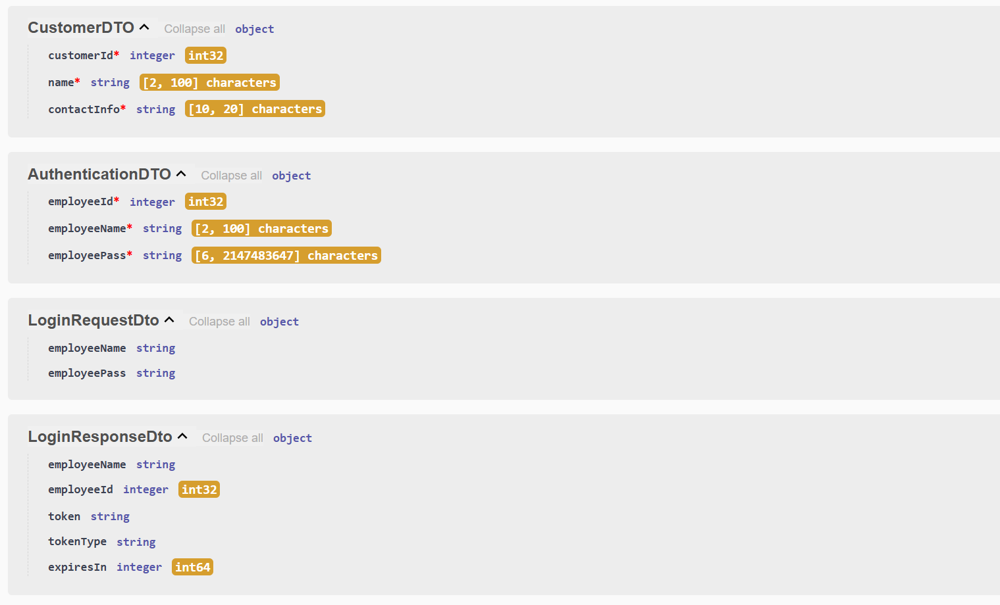 CustomerDTO Collapse all object
customerId* integer int32
name* string [2, 100] characters
contactInfo* string [10, 20] characters
AuthenticationDTO Collapse all object
employeeId* integer int32
employeeName* string [2, 100] characters
employeePass* string [6, 2147483647] characters
LoginRequestDto Collapse all object
employeeName string
employeePass string
LoginResponseDto Collapse all object
employeeName string
employeeId integer int32
token string
tokenType string
expiresIn integer int64